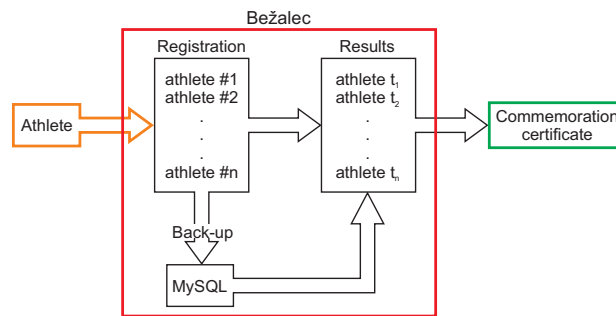 Bežalec
Registration
Results
athlete #1
athlete #2
.
.
.
athlete #n
athlete t₁
athlete t₂
.
.
.
athlete tₙ
Athlete
Commemoration
certificate
Back-up
MySQL